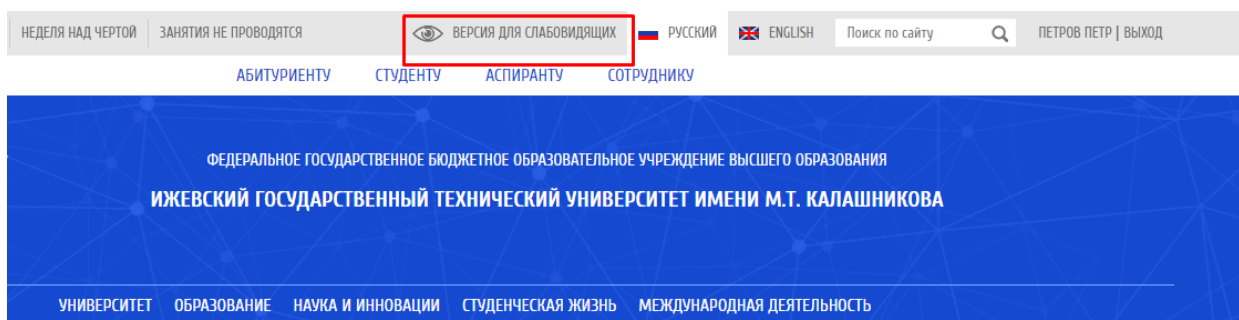 НЕДЕЛЯ НАД ЧЕРТОЙ ЗАНЯТИЯ НЕ ПРОВОДЯТСЯ ВЕРСИЯ ДЛЯ СЛАБОВИДЯЩИХ РУССКИЙ ENGLISH Поиск по сайту ПЕТРОВ ПЕТР | ВЫХОД
АБИТУРИЕНТУ СТУДЕНТУ АСПИРАНТУ СОТРУДНИКУ
ФЕДЕРАЛЬНОЕ ГОСУДАРСТВЕННОЕ БЮДЖЕТНОЕ ОБРАЗОВАТЕЛЬНОЕ УЧРЕЖДЕНИЕ ВЫСШЕГО ОБРАЗОВАНИЯ
ИЖЕВСКИЙ ГОСУДАРСТВЕННЫЙ ТЕХНИЧЕСКИЙ УНИВЕРСИТЕТ ИМЕНИ М.Т. КАЛАШНИКОВА
УНИВЕРСИТЕТ ОБРАЗОВАНИЕ НАУКА И ИННОВАЦИИ СТУДЕНЧЕСКАЯ ЖИЗНЬ МЕЖДУНАРОДНАЯ ДЕЯТЕЛЬНОСТЬ